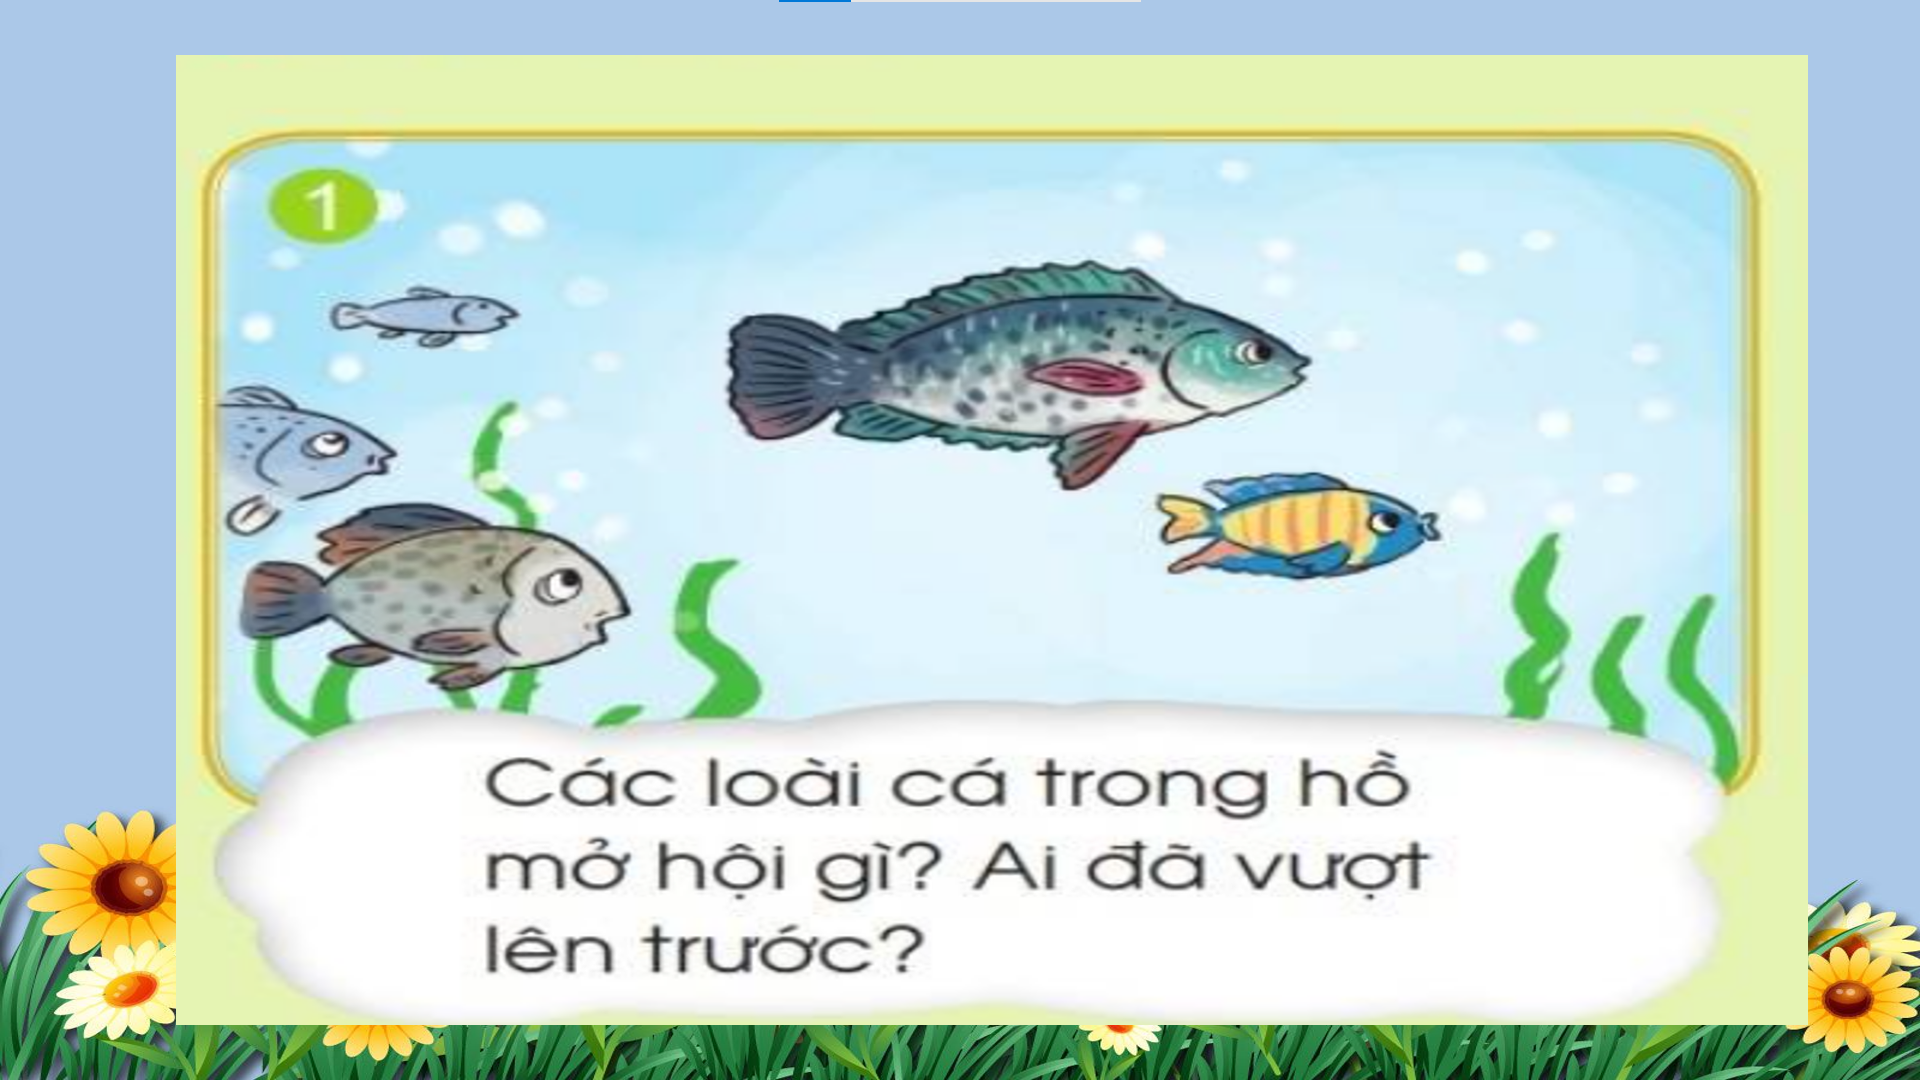 1
Các loài cá trong hồ
mở hội gì? Ai đã vượt
lên trước?